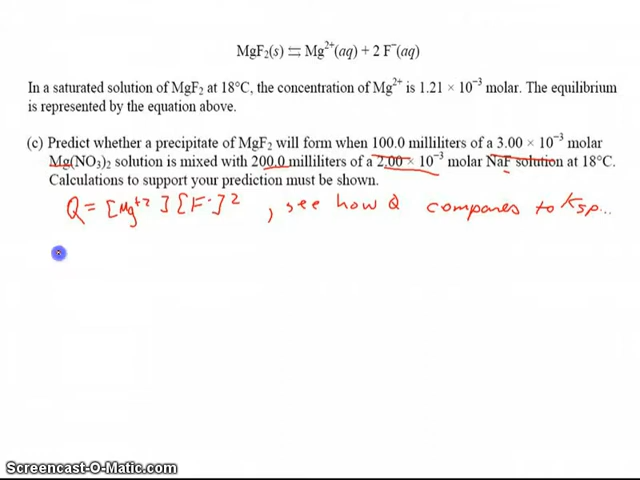 MgF₂(s) ⇆ Mg²⁺(aq) + 2 F⁻(aq)
In a saturated solution of MgF₂ at 18°C, the concentration of Mg²⁺ is 1.21 × 10⁻³ molar. The equilibrium
is represented by the equation above.
(c) Predict whether a precipitate of MgF₂ will form when 100.0 milliliters of a 3.00 × 10⁻³ molar
Mg(NO₃)₂ solution is mixed with 200.0 milliliters of a 2.00 × 10⁻³ molar NaF solution at 18°C.
Calculations to support your prediction must be shown.
Q = [Mg⁺²] [F⁻]² , see how Q compares to Ksp...
Screencast-O-Matic.com